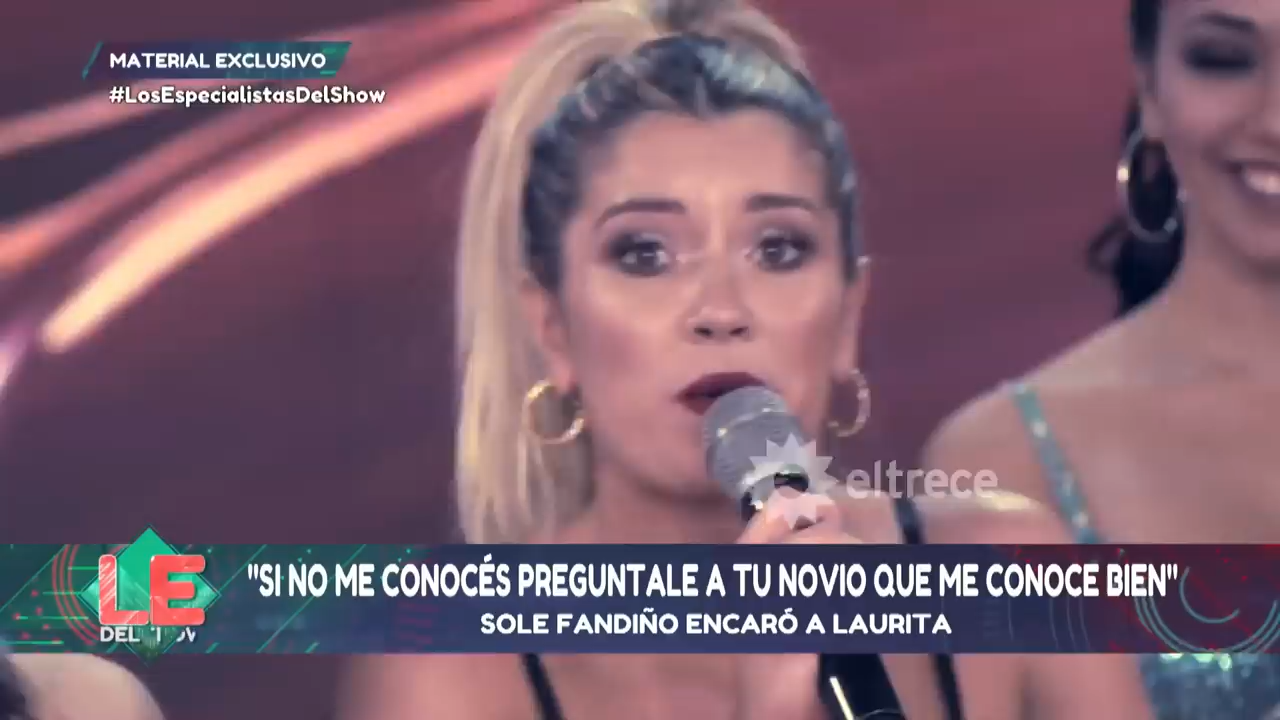 MATERIAL EXCLUSIVO
#LosEspecialistasDelShow
eltrece
"SI NO ME CONOCÉS PREGUNTALE A TU NOVIO QUE ME CONOCE BIEN"
SOLE FANDIÑO ENCARÓ A LAURITA
LE
DEL